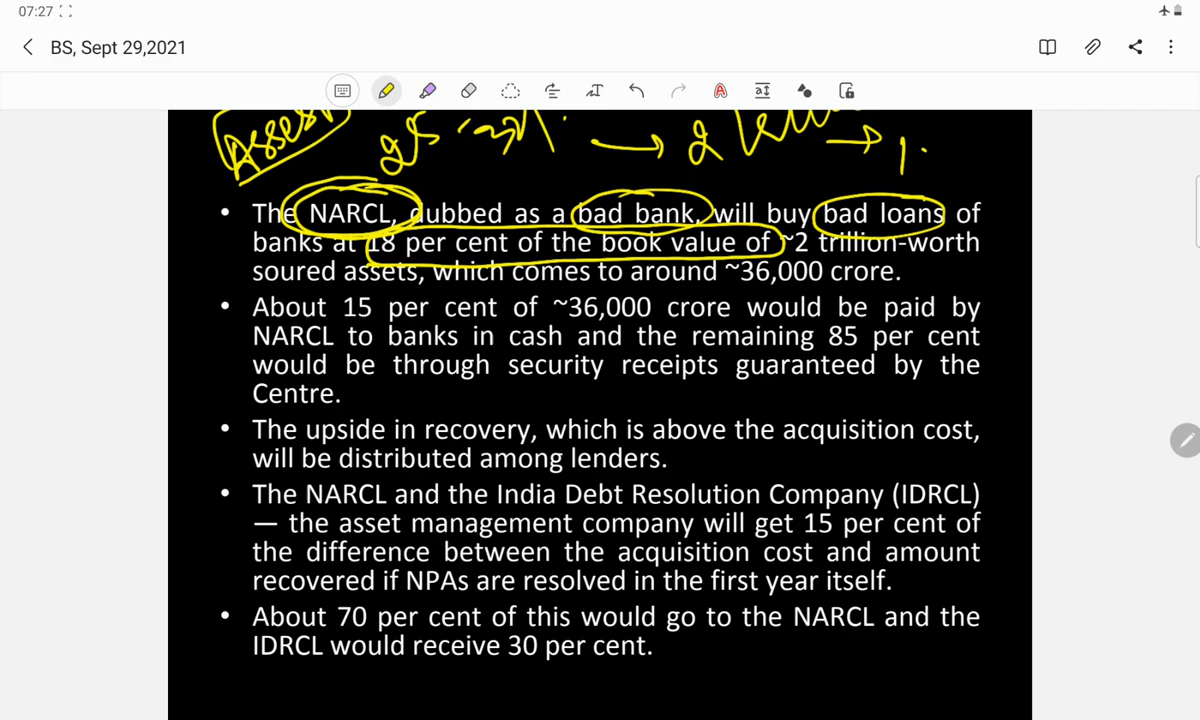 07:27
BS, Sept 29,2021
Assets
2 → 1.
• The NARCL, dubbed as a bad bank, will buy bad loans of
banks at 18 per cent of the book value of ~2 trillion-worth
soured assets, which comes to around ~36,000 crore.
• About 15 per cent of ~36,000 crore would be paid by
NARCL to banks in cash and the remaining 85 per cent
would be through security receipts guaranteed by the
Centre.
• The upside in recovery, which is above the acquisition cost,
will be distributed among lenders.
• The NARCL and the India Debt Resolution Company (IDRCL)
— the asset management company will get 15 per cent of
the difference between the acquisition cost and amount
recovered if NPAs are resolved in the first year itself.
• About 70 per cent of this would go to the NARCL and the
IDRCL would receive 30 per cent.